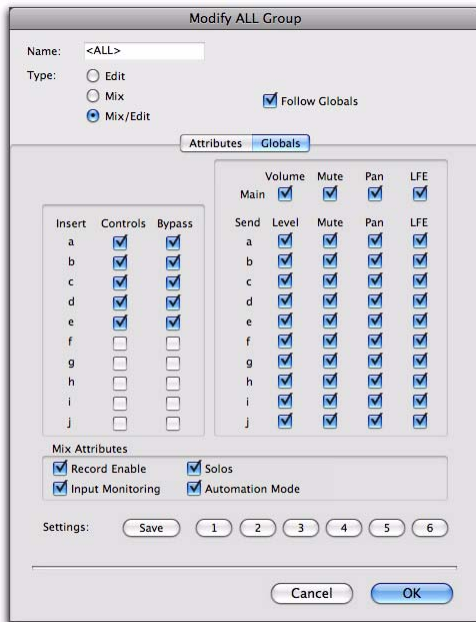 Modify ALL Group
Name: <ALL>
Type: Edit
Mix
Mix/Edit
Follow Globals
Attributes Globals
Volume Mute Pan LFE
Main
Insert Controls Bypass
a
b
c
d
e
f
g
h
i
j
Send Level Mute Pan LFE
a
b
c
d
e
f
g
h
i
j
Mix Attributes
Record Enable Solos
Input Monitoring Automation Mode
Settings: Save 1 2 3 4 5 6
Cancel OK